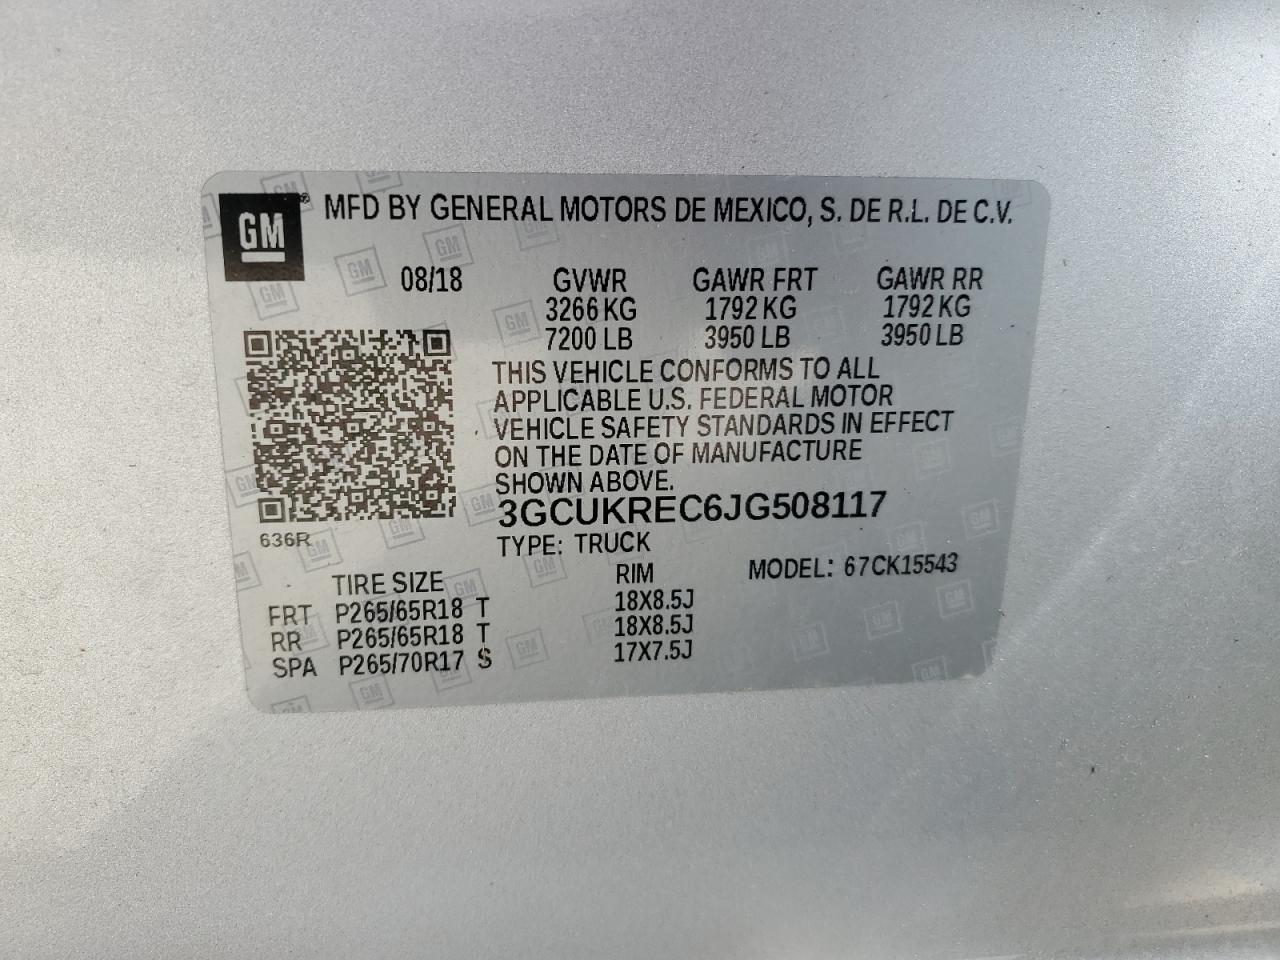 GM® MFD BY GENERAL MOTORS DE MEXICO, S. DE R.L. DE C.V.
08/18 GVWR GAWR FRT GAWR RR
3266 KG 1792 KG 1792 KG
7200 LB 3950 LB 3950 LB
THIS VEHICLE CONFORMS TO ALL
APPLICABLE U.S. FEDERAL MOTOR
VEHICLE SAFETY STANDARDS IN EFFECT
ON THE DATE OF MANUFACTURE
SHOWN ABOVE.
3GCUKREC6JG508117
636R
TYPE: TRUCK
MODEL: 67CK15543
TIRE SIZE RIM
FRT P265/65R18 T 18X8.5J
RR P265/65R18 T 18X8.5J
SPA P265/70R17 S 17X7.5J